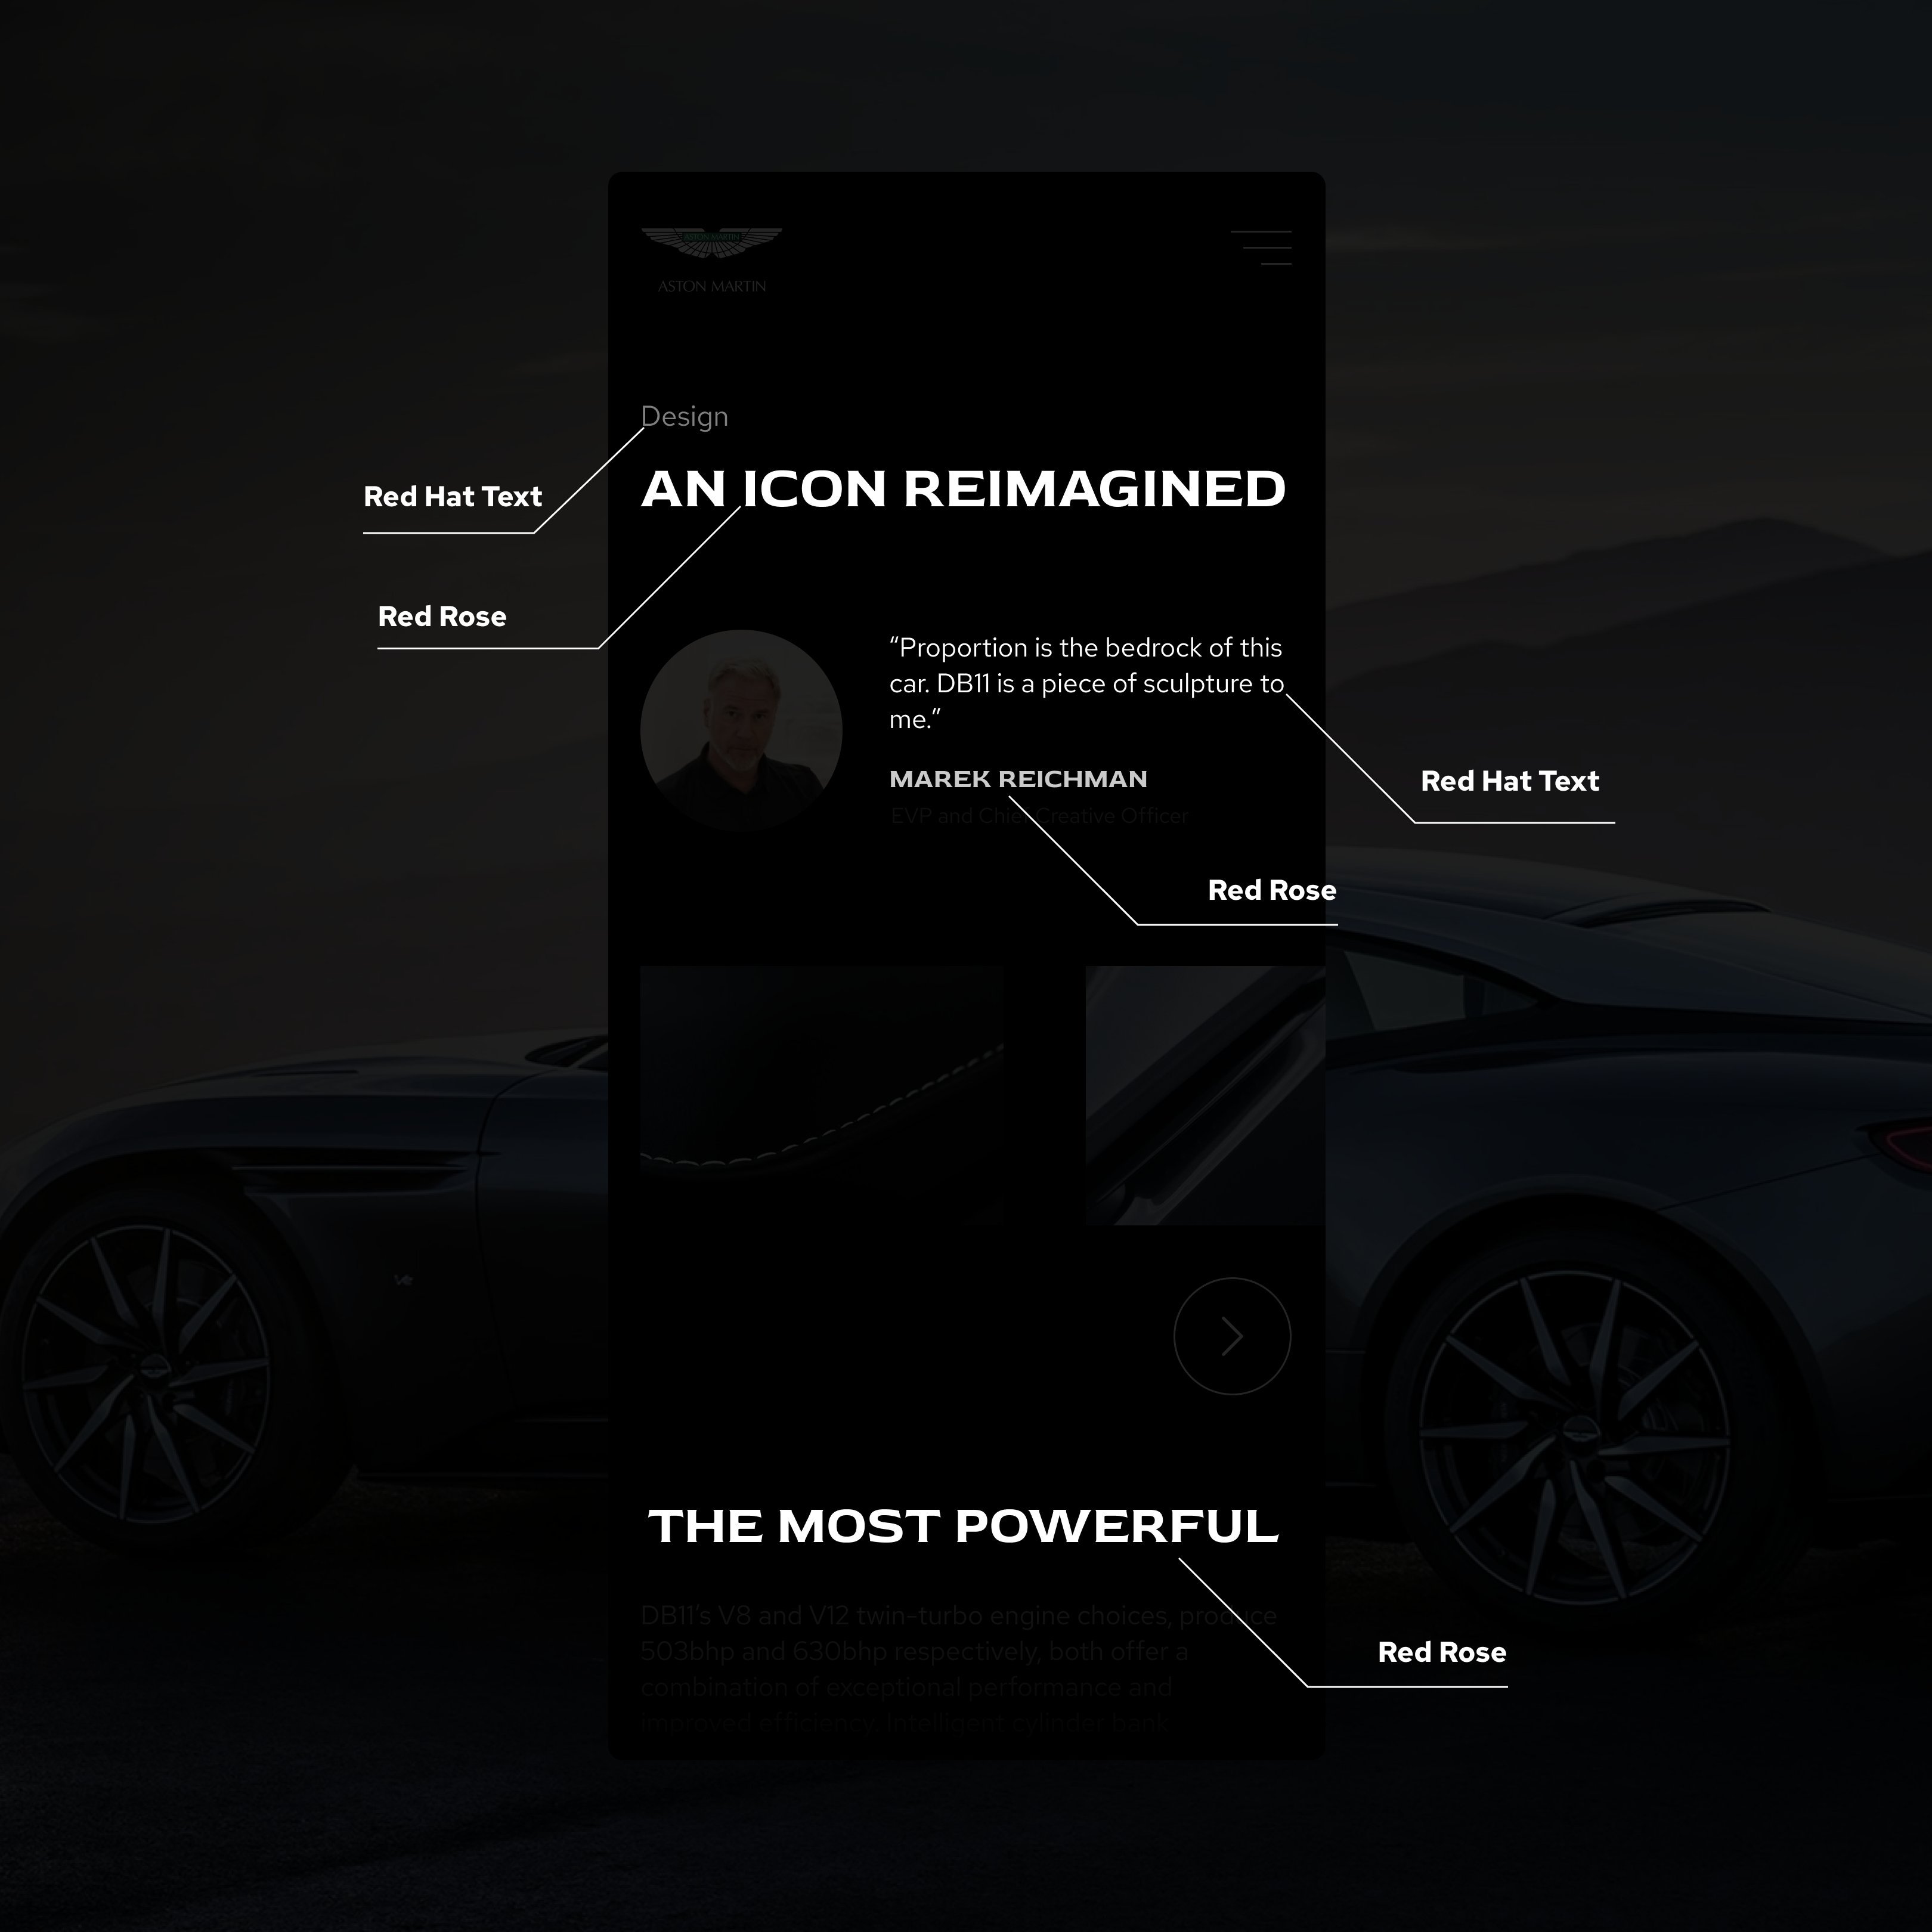 ASTON MARTIN
ASTON MARTIN
Design
Red Hat Text
AN ICON REIMAGINED
Red Rose
“Proportion is the bedrock of this
car. DB11 is a piece of sculpture to
me.”
MAREK REICHMAN
EVP and Chief Creative Officer
Red Hat Text
Red Rose
THE MOST POWERFUL
DB11’s V8 and V12 twin-turbo engine choices, produce
503bhp and 630bhp respectively, both offer a
combination of exceptional performance and
improved efficiency. Intelligent cylinder bank
Red Rose